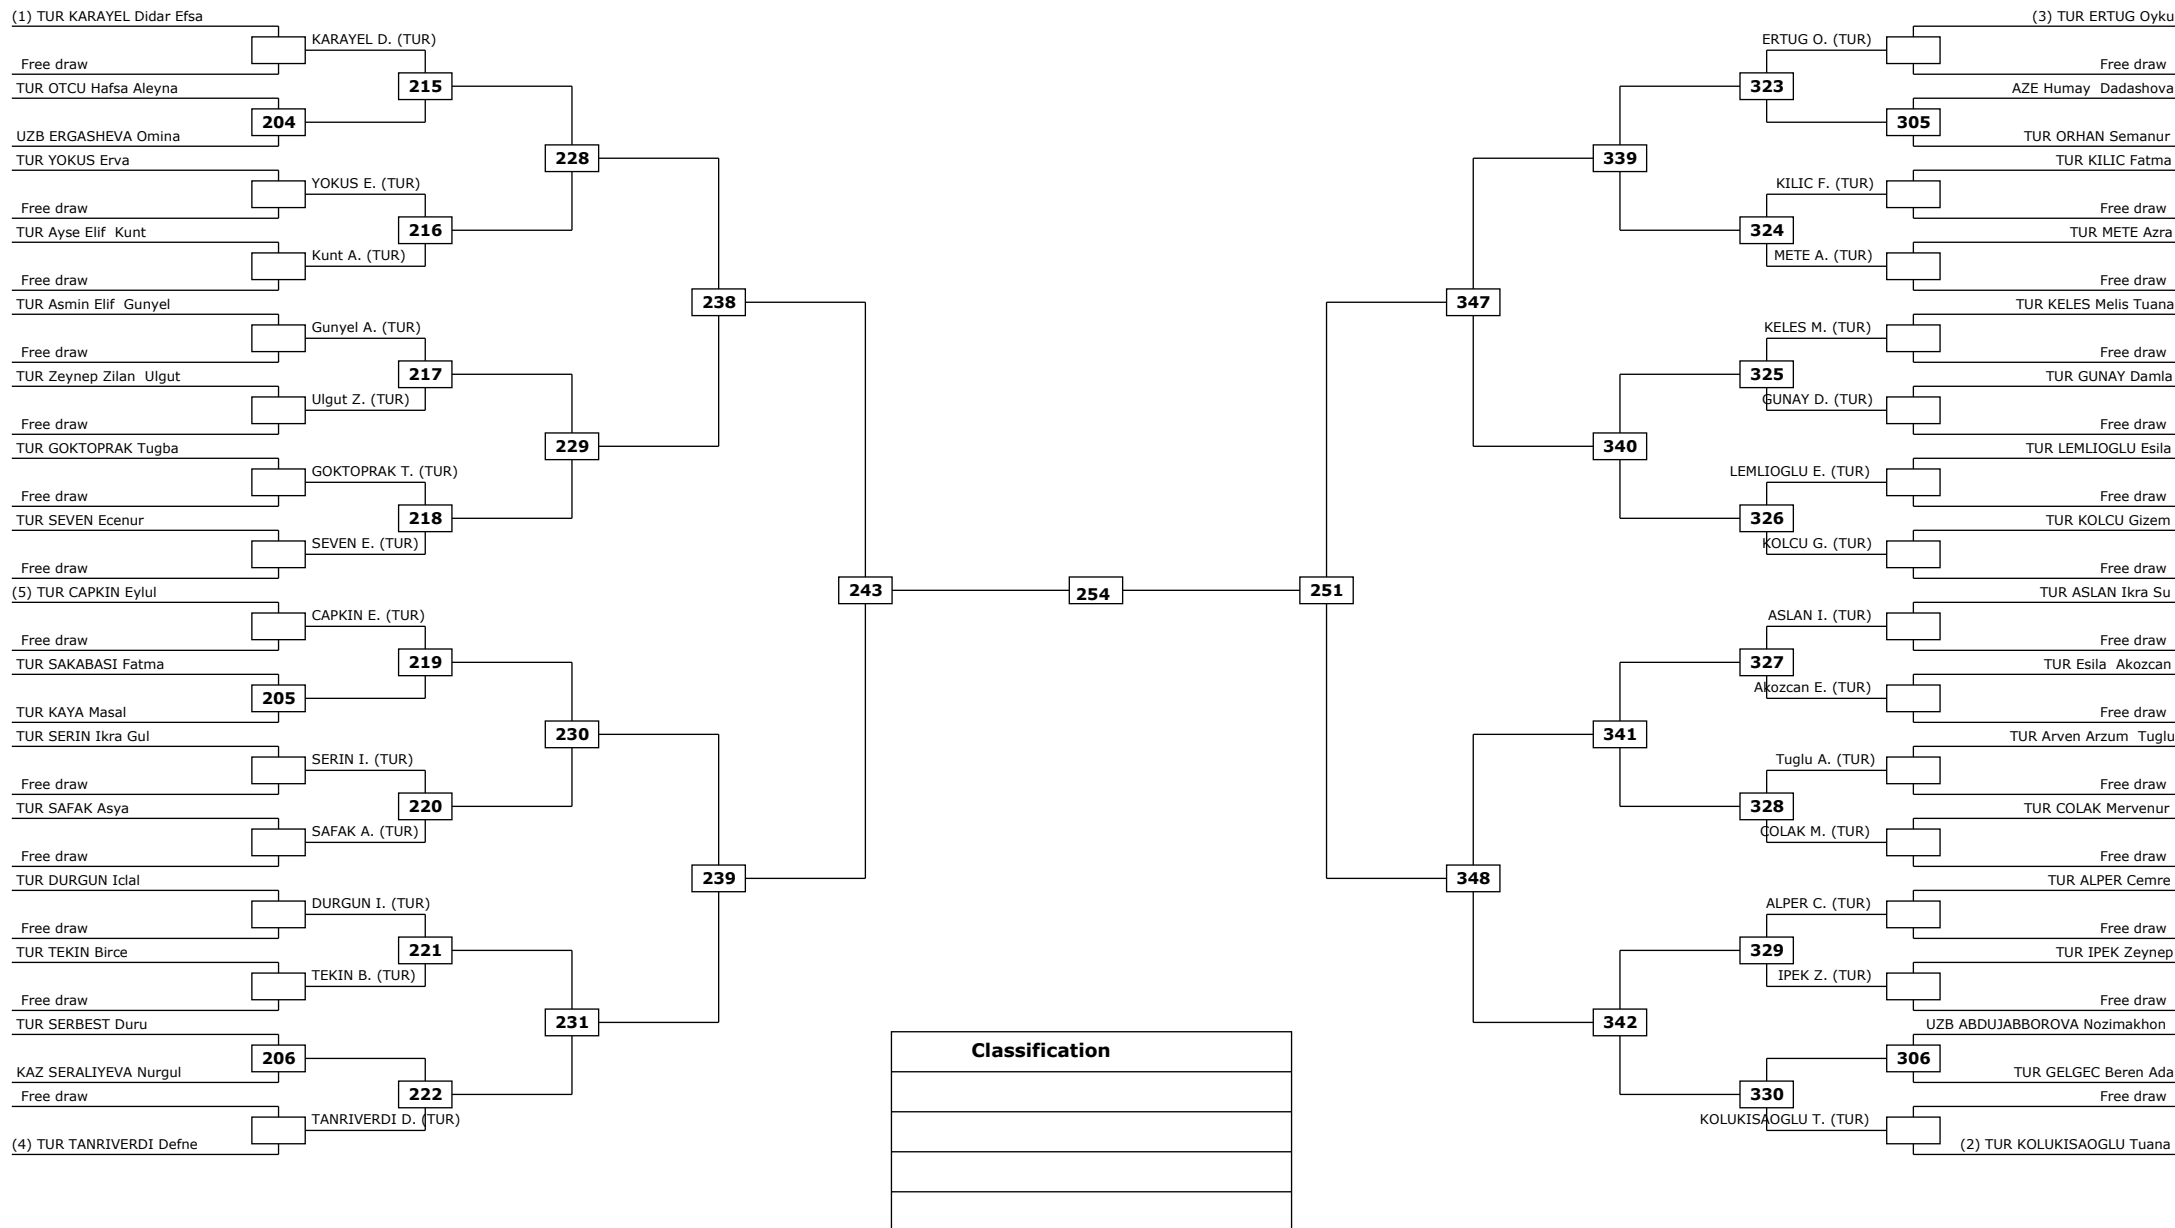 (1) TUR KARAYEL Didar Efsa
KARAYEL D. (TUR)
Free draw
215
TUR OTCU Hafsa Aleyna
204
UZB ERGASHEVA Omina
228
TUR YOKUS Erva
YOKUS E. (TUR)
Free draw
216
TUR Ayse Elif Kunt
Kunt A. (TUR)
Free draw
238
TUR Asmin Elif Gunyel
Gunyel A. (TUR)
Free draw
217
TUR Zeynep Zilan Ulgut
Ulgut Z. (TUR)
Free draw
229
TUR GOKTOPRAK Tugba
GOKTOPRAK T. (TUR)
Free draw
218
TUR SEVEN Ecenur
SEVEN E. (TUR)
Free draw
243
(5) TUR CAPKIN Eylul
CAPKIN E. (TUR)
Free draw
219
TUR SAKABASI Fatma
205
TUR KAYA Masal
230
TUR SERIN Ikra Gul
SERIN I. (TUR)
Free draw
220
TUR SAFAK Asya
SAFAK A. (TUR)
Free draw
239
TUR DURGUN Iclal
DURGUN I. (TUR)
Free draw
221
TUR TEKIN Birce
TEKIN B. (TUR)
Free draw
231
TUR SERBEST Duru
206
KAZ SERALIYEVA Nurgul
222
Free draw
TANRIVERDI D. (TUR)
(4) TUR TANRIVERDI Defne
254
(3) TUR ERTUG Oyku
ERTUG O. (TUR)
Free draw
323
AZE Humay Dadashova
305
TUR ORHAN Semanur
339
TUR KILIC Fatma
KILIC F. (TUR)
Free draw
324
TUR METE Azra
METE A. (TUR)
Free draw
347
TUR KELES Melis Tuana
KELES M. (TUR)
Free draw
325
TUR GUNAY Damla
GUNAY D. (TUR)
Free draw
340
TUR LEMLIOGLU Esila
LEMLIOGLU E. (TUR)
Free draw
326
TUR KOLCU Gizem
KOLCU G. (TUR)
Free draw
251
TUR ASLAN Ikra Su
ASLAN I. (TUR)
Free draw
327
TUR Esila Akozcan
Akozcan E. (TUR)
Free draw
341
TUR Arven Arzum Tuglu
Tuglu A. (TUR)
Free draw
328
TUR COLAK Mervenur
COLAK M. (TUR)
Free draw
348
TUR ALPER Cemre
ALPER C. (TUR)
Free draw
329
TUR IPEK Zeynep
IPEK Z. (TUR)
Free draw
342
UZB ABDUJABBOROVA Nozimakhon
306
TUR GELGEC Beren Ada
330
Free draw
KOLUKISAOGLU T. (TUR)
(2) TUR KOLUKISAOGLU Tuana
Classification